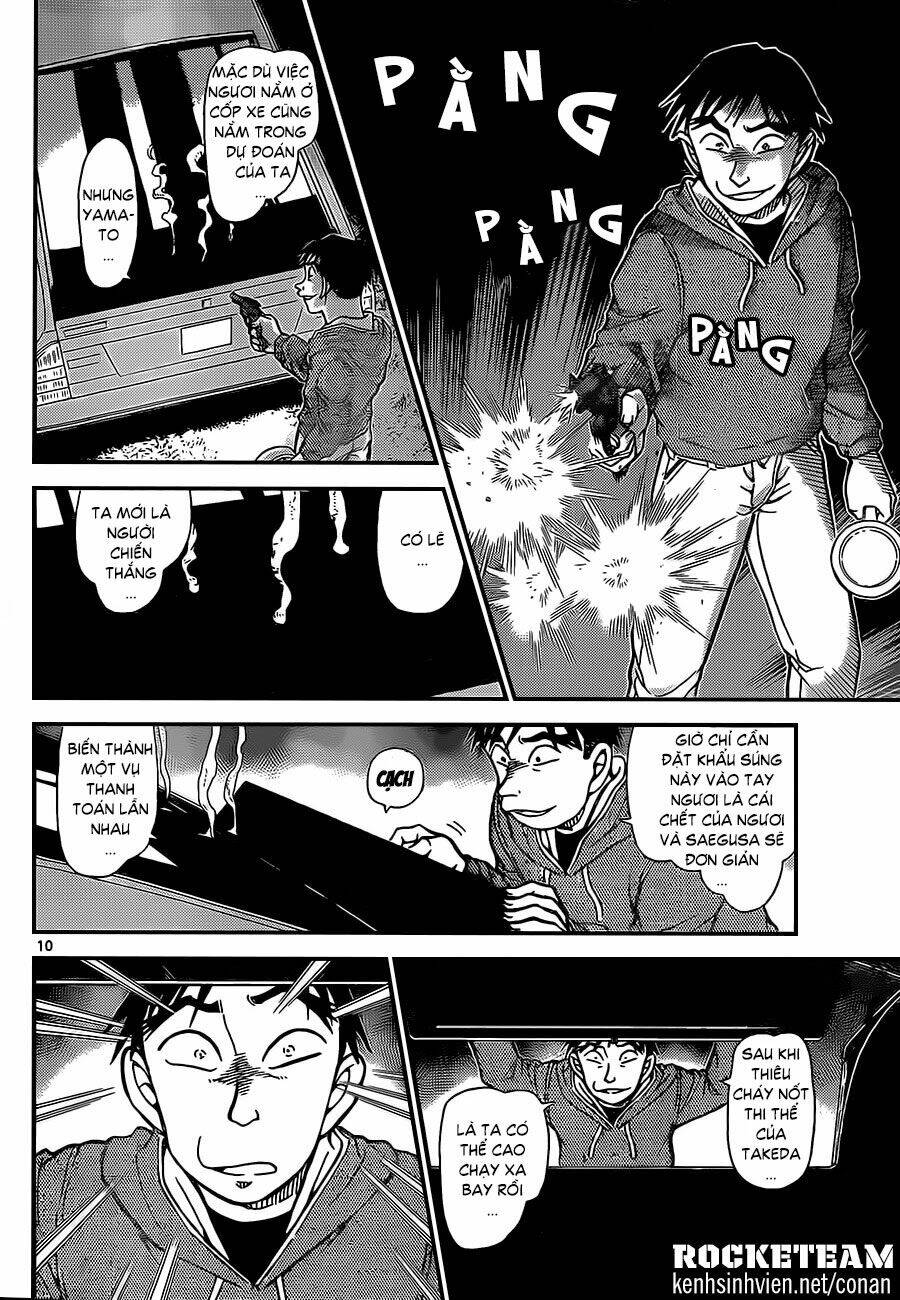 PÀNG
PÀNG
PÀNG
MẶC DÙ VIỆC
NGƯƠI NẰM Ở
CỐP XE CŨNG
NẰM TRONG
DỰ ĐOÁN
CỦA TA
...
NHƯNG
YAMA-
TO
...
CÓ LẼ
...
TA MỚI LÀ
NGƯỜI
CHIẾN
THẮNG
...
GIỜ CHỈ CẦN
ĐẶT KHẨU SÚNG
NÀY VÀO TAY
NGƯƠI LÀ CÁI
CHẾT CỦA NGƯƠI
VÀ SAEGUSA SẼ
ĐƠN GIẢN
...
CẠCH
BIẾN THÀNH
MỘT VỤ
THANH
TOÁN LẪN
NHAU
...
10
SAU KHI
THIÊU
CHÁY NỐT
THI THỂ
CỦA
TAKEDA
...
LÀ TA CÓ
THỂ CAO
CHẠY XA
BAY RỒI
...
ROCKETEAM
kenhsinhvien.net/conan